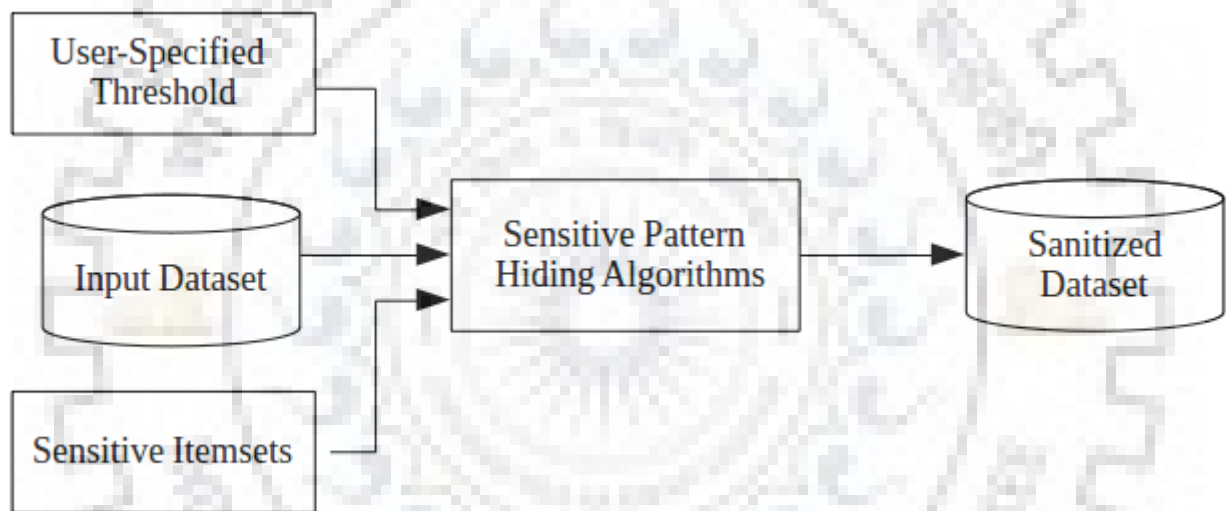 User-Specified
Threshold
Input Dataset
Sensitive Itemsets
Sensitive Pattern
Hiding Algorithms
Sanitized
Dataset